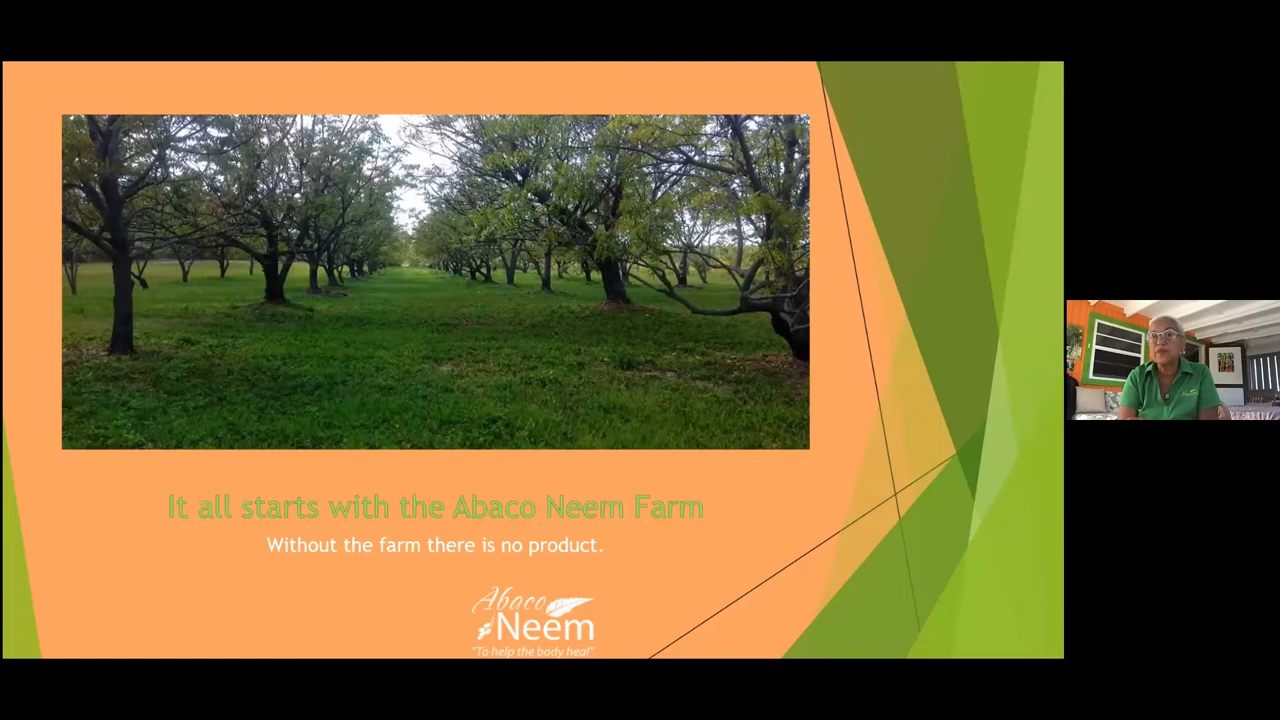 It all starts with the Abaco Neem Farm
Without the farm there is no product.
Abaco
Neem
"To help the body heal"